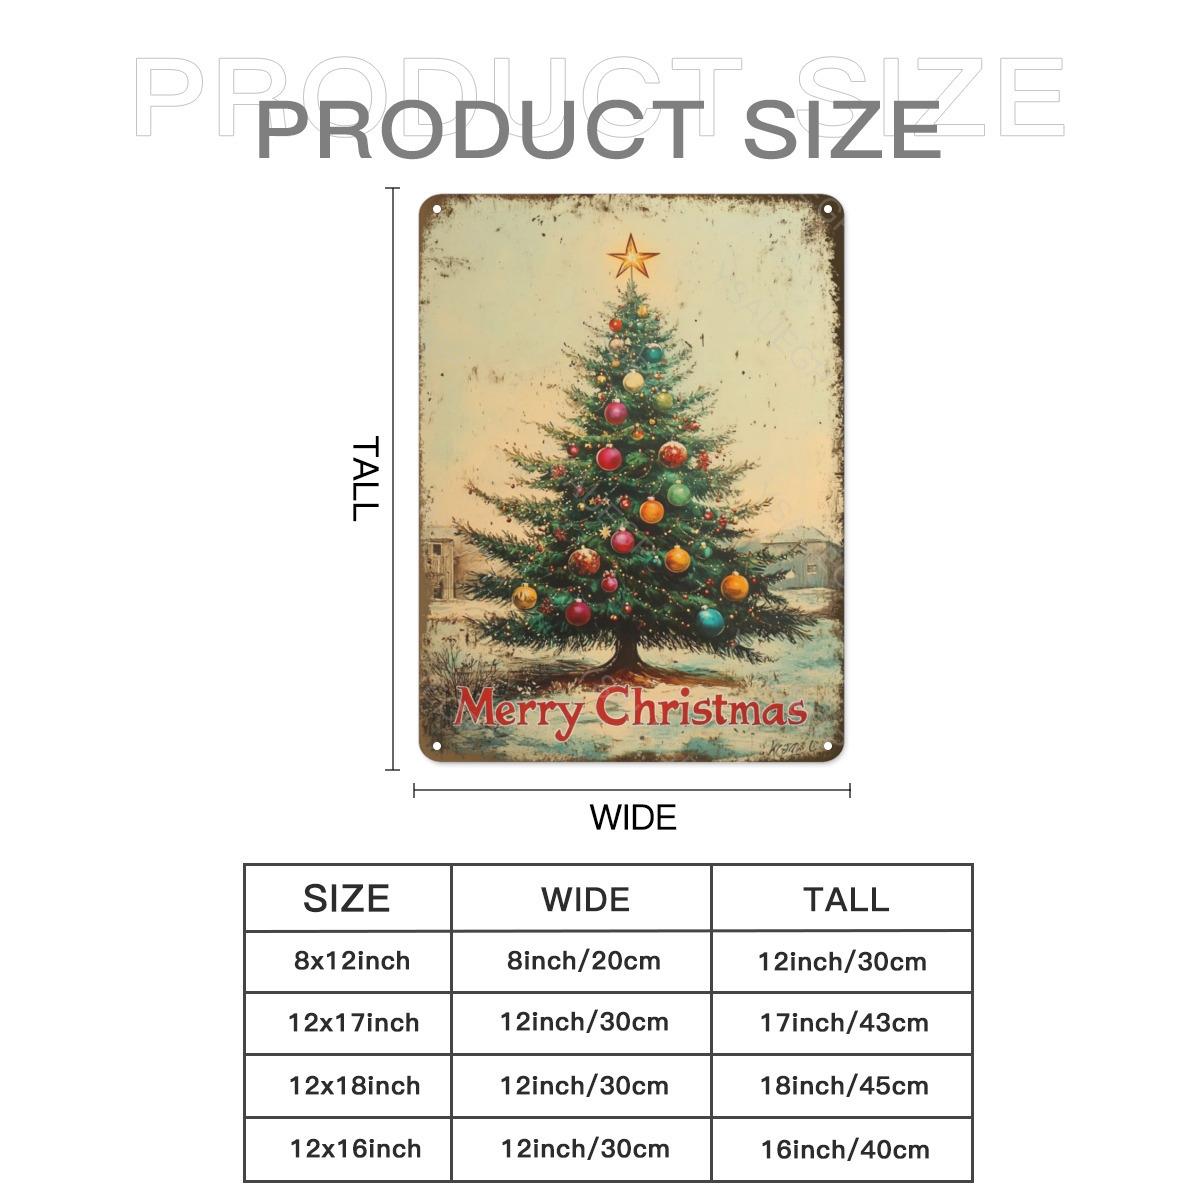 PRODUCT SIZE
PRODUCT SIZE
TALL
Merry Christmas
WIDE
SIZE WIDE TALL
8x12inch 8inch/20cm 12inch/30cm
12x17inch 12inch/30cm 17inch/43cm
12x18inch 12inch/30cm 18inch/45cm
12x16inch 12inch/30cm 16inch/40cm